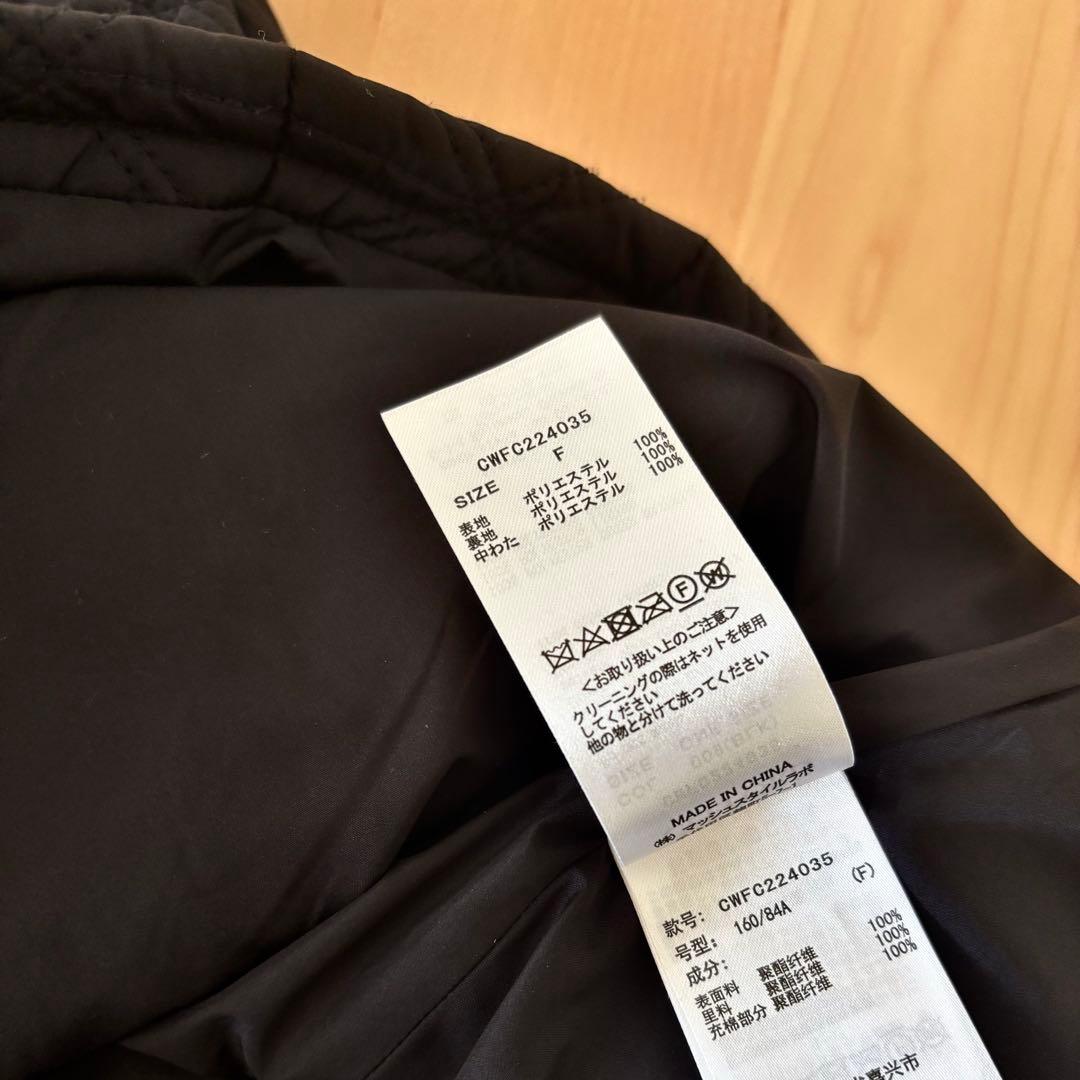 CWFC224035
SIZE F
表地 ポリエステル 100%
裏地 ポリエステル 100%
中わた ポリエステル 100%
F W
<お取り扱い上のご注意>
クリーニングの際はネットを使用
してください
他の物と分けて洗ってください
MADE IN CHINA
(株)マッシュスタイルラボ
款号: CWFC224035
号型: 160/84A (F)
成分:
表面料 聚酯纤维 100%
里料 聚酯纤维 100%
充棉部分 聚酯纤维 100%
嘉兴市